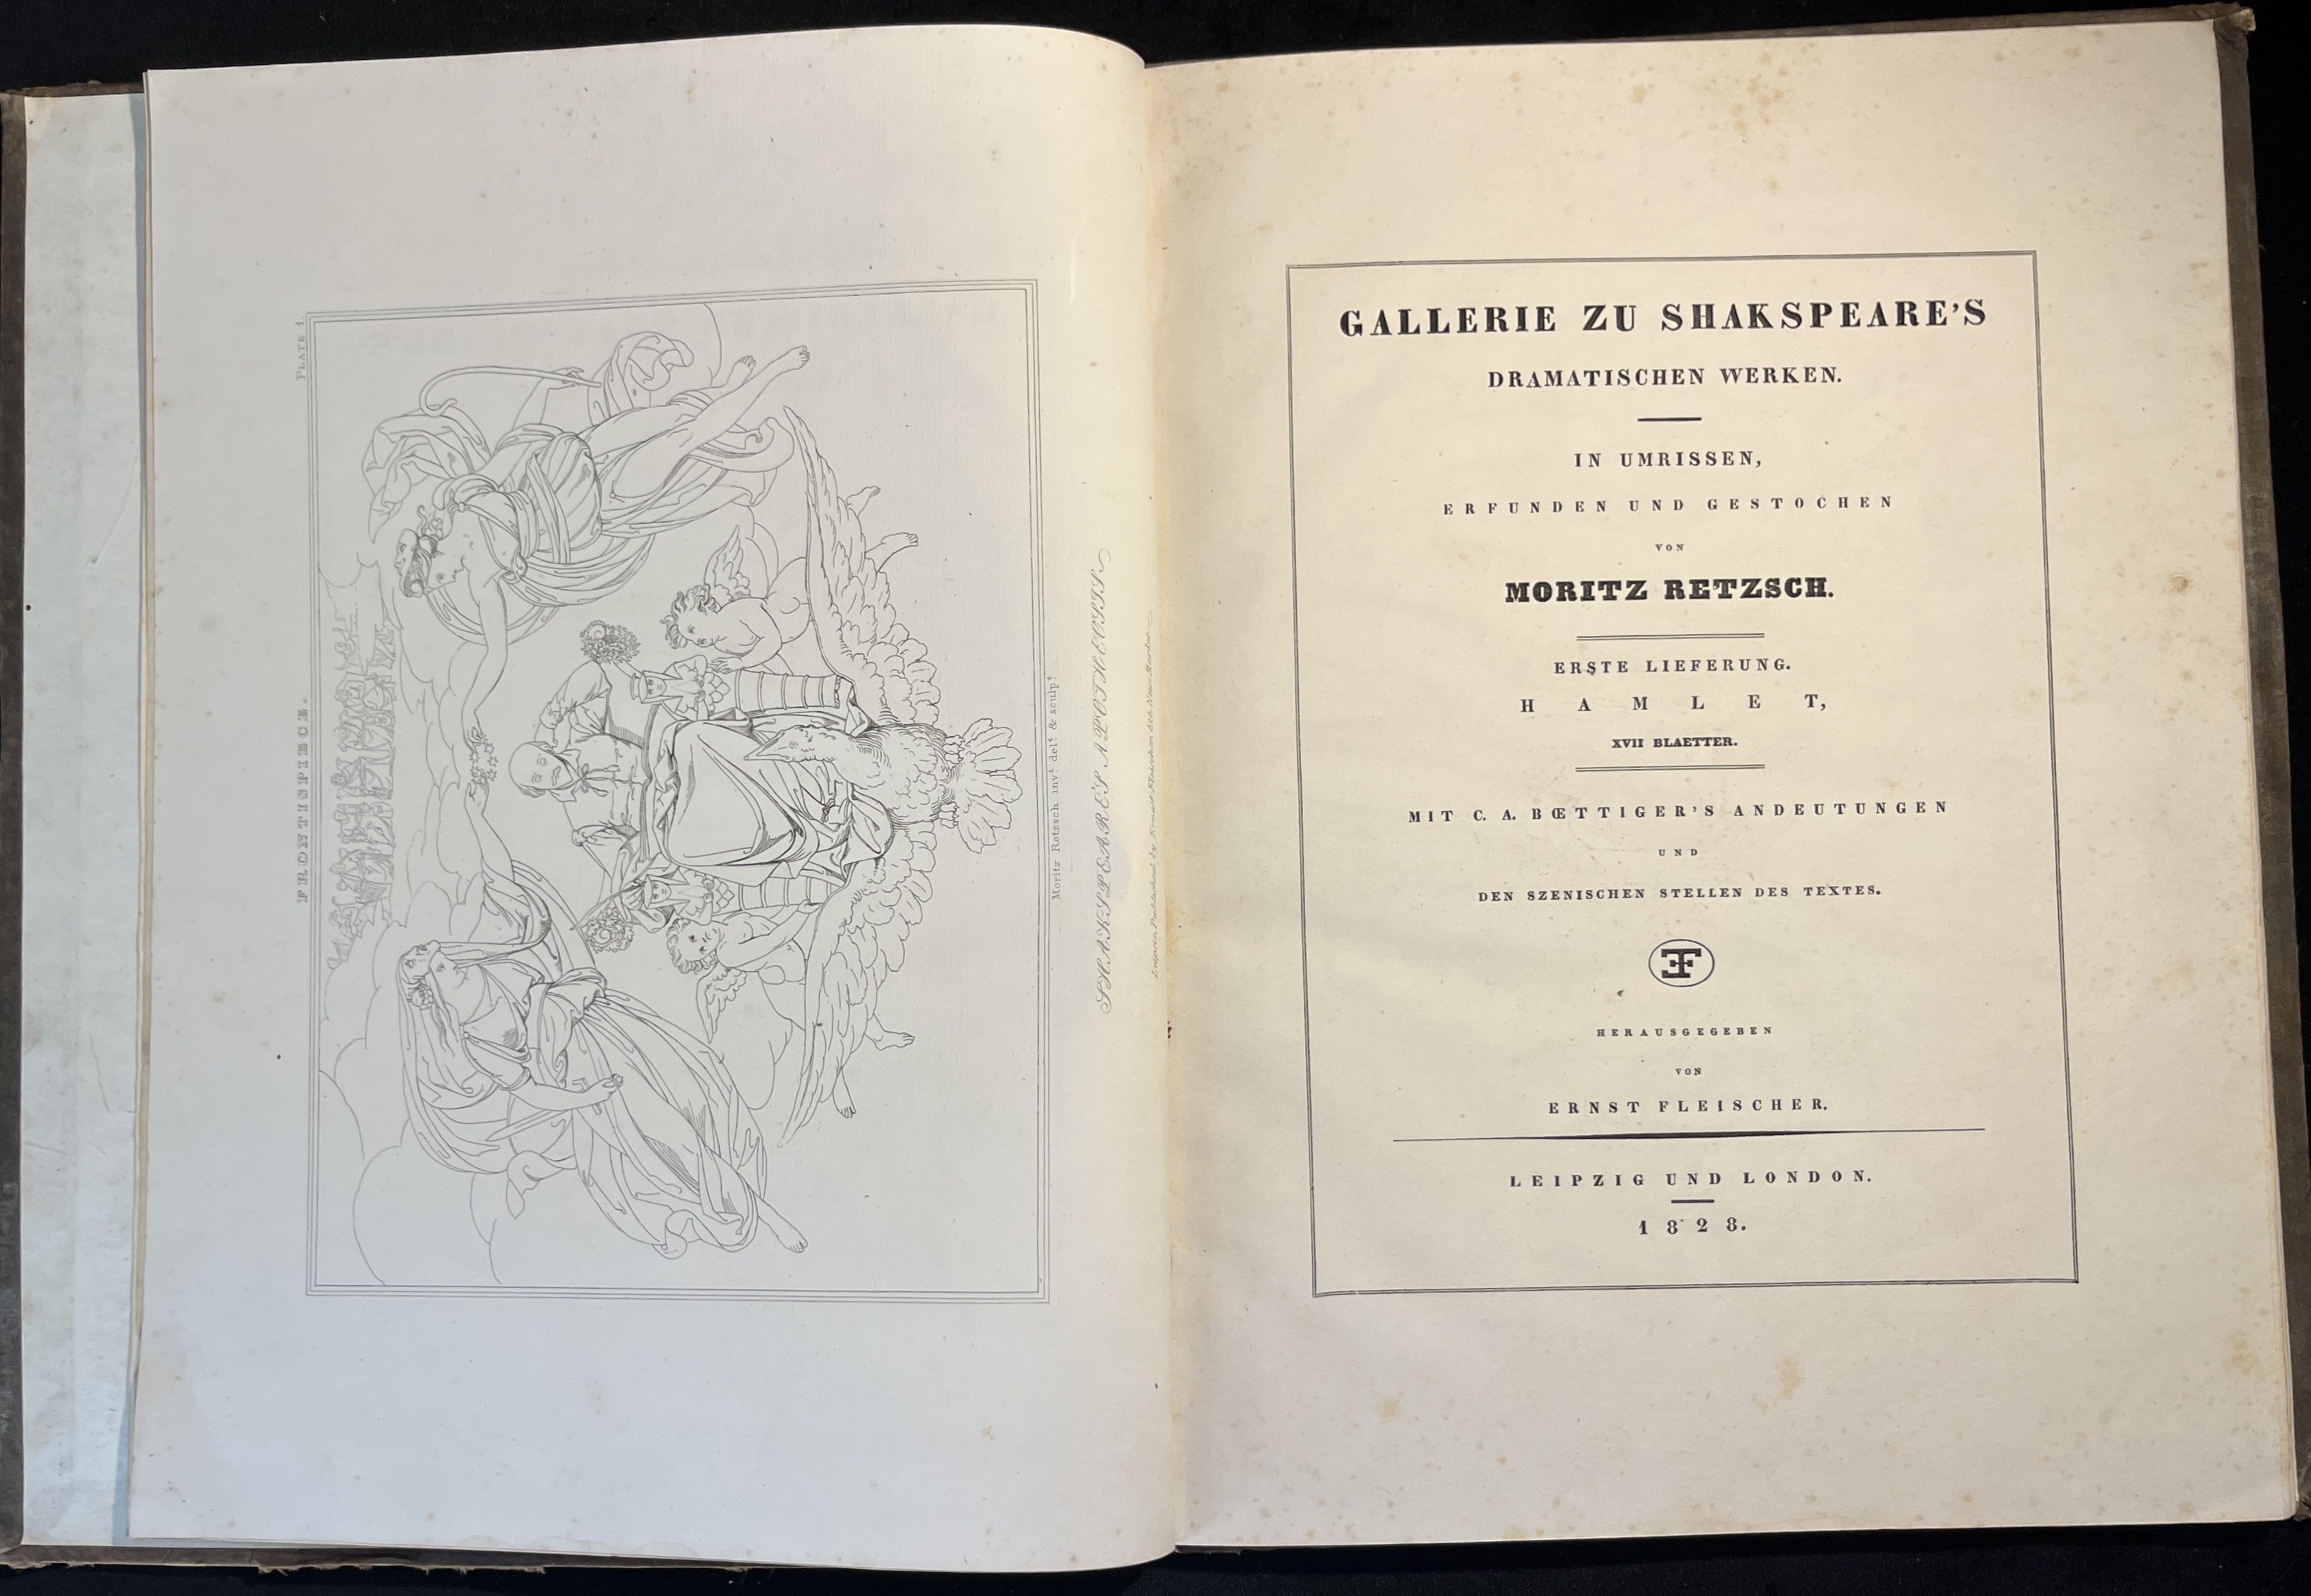 PLATE 1.
FRONTISPIECE.
Moritz Retzsch inv.t del.t & sculp.t
SHAKSPEARE'S APOTHEOSIS.
GALLERIE ZU SHAKSPEARE'S
DRAMATISCHEN WERKEN.
IN UMRISSEN,
ERFUNDEN UND GESTOCHEN
VON
MORITZ RETZSCH.
ERSTE LIEFERUNG.
HAMLET,
XVII BLAETTER.
MIT C. A. BŒTTIGER'S ANDEUTUNGEN
UND
DEN SZENISCHEN STELLEN DES TEXTES.
HERAUSGEGEBEN
VON
ERNST FLEISCHER.
LEIPZIG UND LONDON.
1828.